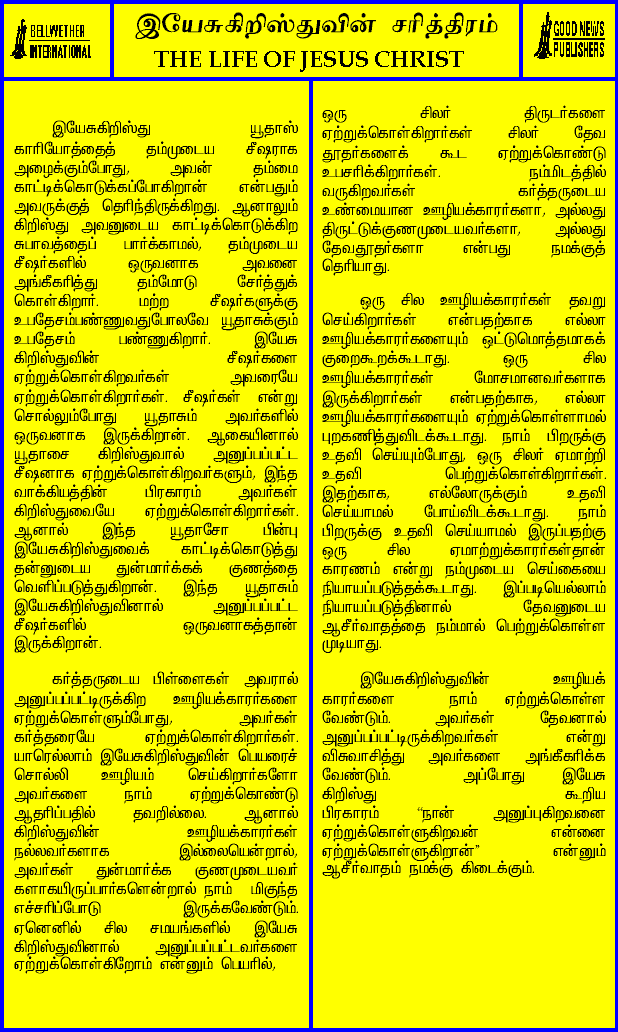 BELLWETHER
INTERNATIONAL
இயேசுகிறிஸ்துவின் சரித்திரம்
THE LIFE OF JESUS CHRIST
GOOD NEWS
PUBLISHERS
இயேசுகிறிஸ்து யூதாஸ்
காரியோத்தைத் தம்முடைய சீஷராக
அழைக்கும்போது, அவன் தம்மை
காட்டிக்கொடுக்கப்போகிறான் என்பதும்
அவருக்குத் தெரிந்திருக்கிறது. ஆனாலும்
கிறிஸ்து அவனுடைய காட்டிக்கொடுக்கிற
சுபாவத்தைப் பார்க்காமல், தம்முடைய
சீஷர்களில் ஒருவனாக அவனை
அங்கீகரித்து தம்மோடு சேர்த்துக்
கொள்கிறார். மற்ற சீஷர்களுக்கு
உபதேசம்பண்ணுவதுபோலவே யூதாசுக்கும்
உபதேசம் பண்ணுகிறார். இயேசு
கிறிஸ்துவின் சீஷர்களை
ஏற்றுக்கொள்கிறவர்கள் அவரையே
ஏற்றுக்கொள்கிறார்கள். சீஷர்கள் என்று
சொல்லும்போது யூதாசும் அவர்களில்
ஒருவனாக இருக்கிறான். ஆகையினால்
யூதாசை கிறிஸ்துவால் அனுப்பப்பட்ட
சீஷனாக ஏற்றுக்கொள்கிறவர்களும், இந்த
வாக்கியத்தின் பிரகாரம் அவர்கள்
கிறிஸ்துவையே ஏற்றுக்கொள்கிறார்கள்.
ஆனால் இந்த யூதாசோ பின்பு
இயேசுகிறிஸ்துவைக் காட்டிக்கொடுத்து
தன்னுடைய துன்மார்க்கக் குணத்தை
வெளிப்படுத்துகிறான். இந்த யூதாசும்
இயேசுகிறிஸ்துவினால் அனுப்பப்பட்ட
சீஷர்களில் ஒருவனாகத்தான்
இருக்கிறான்.
கர்த்தருடைய பிள்ளைகள் அவரால்
அனுப்பப்பட்டிருக்கிற ஊழியக்காரர்களை
ஏற்றுக்கொள்ளும்போது, அவர்கள்
கர்த்தரையே ஏற்றுக்கொள்கிறார்கள்.
யாரெல்லாம் இயேசுகிறிஸ்துவின் பெயரைச்
சொல்லி ஊழியம் செய்கிறார்களோ
அவர்களை நாம் ஏற்றுக்கொண்டு
ஆதரிப்பதில் தவறில்லை. ஆனால்
கிறிஸ்துவின் ஊழியக்காரர்கள்
நல்லவர்களாக இல்லையென்றால்,
அவர்கள் துன்மார்க்க குணமுடையவர்
களாகயிருப்பார்களென்றால் நாம் மிகுந்த
எச்சரிப்போடு இருக்கவேண்டும்.
ஏனெனில் சில சமயங்களில் இயேசு
கிறிஸ்துவினால் அனுப்பப்பட்டவர்களை
ஏற்றுக்கொள்கிறோம் என்னும் பெயரில்,
ஒரு சிலர் திருடர்களை
ஏற்றுக்கொள்கிறார்கள் சிலர் தேவ
தூதர்களைக் கூட ஏற்றுக்கொண்டு
உபசரிக்கிறார்கள். நம்மிடத்தில்
வருகிறவர்கள் கர்த்தருடைய
உண்மையான ஊழியக்காரர்களா, அல்லது
திருட்டுக்குணமுடையவர்களா, அல்லது
தேவதூதர்களா என்பது நமக்குத்
தெரியாது.
ஒரு சில ஊழியக்காரர்கள் தவறு
செய்கிறார்கள் என்பதற்காக எல்லா
ஊழியக்காரர்களையும் ஒட்டுமொத்தமாகக்
குறைகூறக்கூடாது. ஒரு சில
ஊழியக்காரர்கள் மோசமானவர்களாக
இருக்கிறார்கள் என்பதற்காக, எல்லா
ஊழியக்காரர்களையும் ஏற்றுக்கொள்ளாமல்
புறகணித்துவிடக்கூடாது. நாம் பிறருக்கு
உதவி செய்யும்போது, ஒரு சிலர் ஏமாற்றி
உதவி பெற்றுக்கொள்கிறார்கள்.
இதற்காக, எல்லோருக்கும் உதவி
செய்யாமல் போய்விடக்கூடாது. நாம்
பிறருக்கு உதவி செய்யாமல் இருப்பதற்கு
ஒரு சில ஏமாற்றுக்காரர்கள்தான்
காரணம் என்று நம்முடைய செய்கையை
நியாயப்படுத்தக்கூடாது. இப்படியெல்லாம்
நியாயப்படுத்தினால் தேவனுடைய
ஆசீர்வாதத்தை நம்மால் பெற்றுக்கொள்ள
முடியாது.
இயேசுகிறிஸ்துவின் ஊழியக்
காரர்களை நாம் ஏற்றுக்கொள்ள
வேண்டும். அவர்கள் தேவனால்
அனுப்பப்பட்டிருக்கிறவர்கள் என்று
விசுவாசித்து அவர்களை அங்கீகரிக்க
வேண்டும். அப்போது இயேசு
கிறிஸ்து கூறிய
பிரகாரம் “நான் அனுப்புகிறவனை
ஏற்றுக்கொள்ளுகிறவன் என்னை
ஏற்றுக்கொள்ளுகிறான்” என்னும்
ஆசீர்வாதம் நமக்கு கிடைக்கும்.